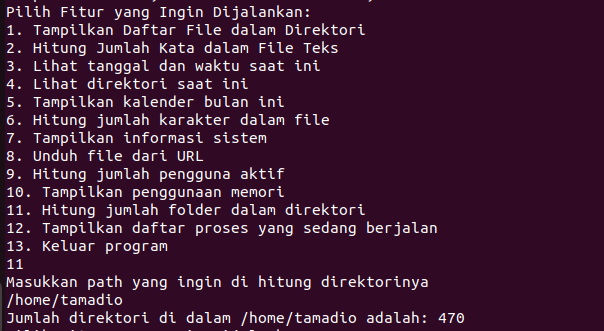 Pilih Fitur yang Ingin Dijalankan:
1. Tampilkan Daftar File dalam Direktori
2. Hitung Jumlah Kata dalam File Teks
3. Lihat tanggal dan waktu saat ini
4. Lihat direktori saat ini
5. Tampilkan kalender bulan ini
6. Hitung jumlah karakter dalam file
7. Tampilkan informasi sistem
8. Unduh file dari URL
9. Hitung jumlah pengguna aktif
10. Tampilkan penggunaan memori
11. Hitung jumlah folder dalam direktori
12. Tampilkan daftar proses yang sedang berjalan
13. Keluar program
11
Masukkan path yang ingin di hitung direktorinya
/home/tamadio
Jumlah direktori di dalam /home/tamadio adalah: 470